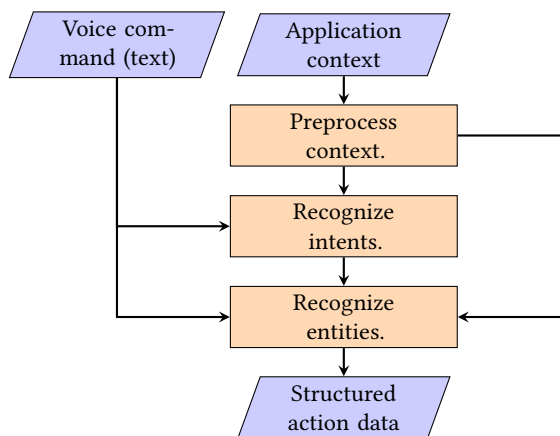 Voice com-
mand (text)
Application
context
Preprocess
context.
Recognize
intents.
Recognize
entities.
Structured
action data